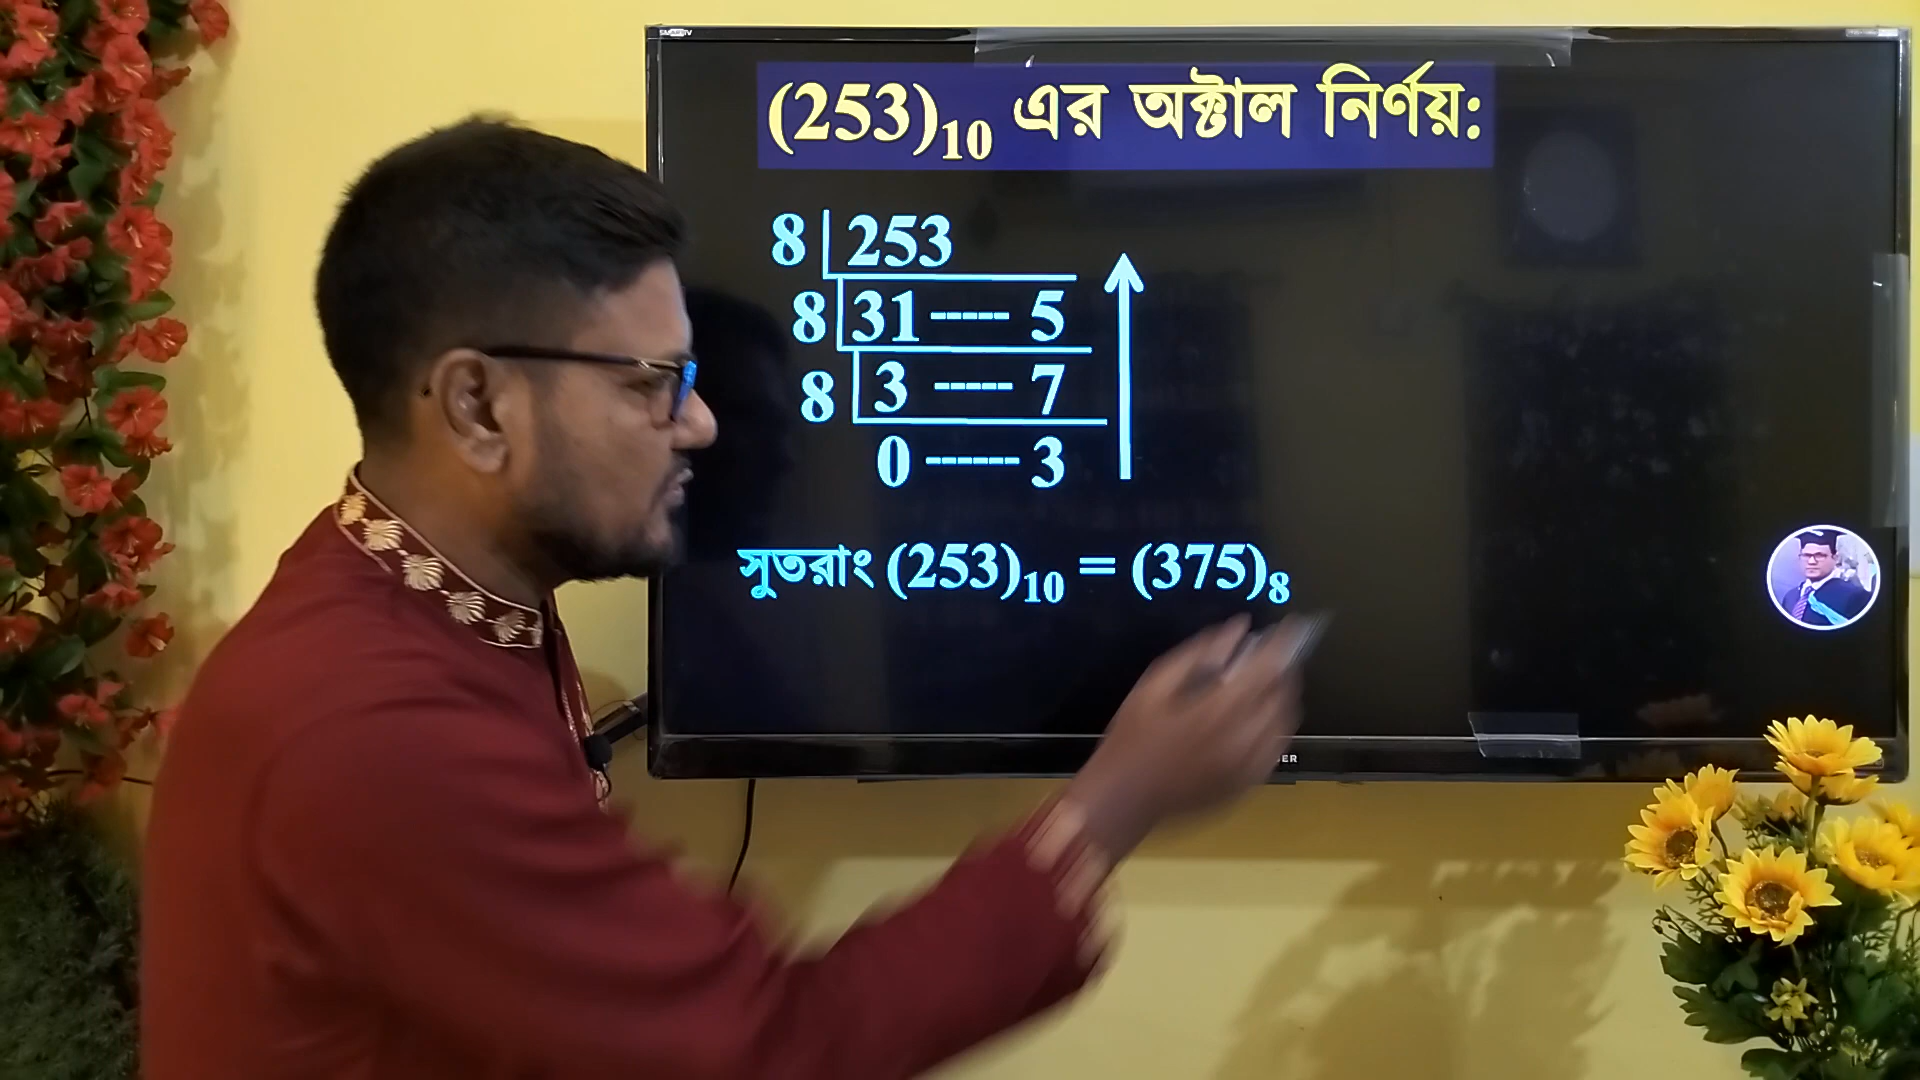 (253)10 এর অক্টাল নির্ণয়:
8 253
8 31 ----- 5
8 3 ----- 7
0 ------ 3
সুতরাং (253)10 = (375)8